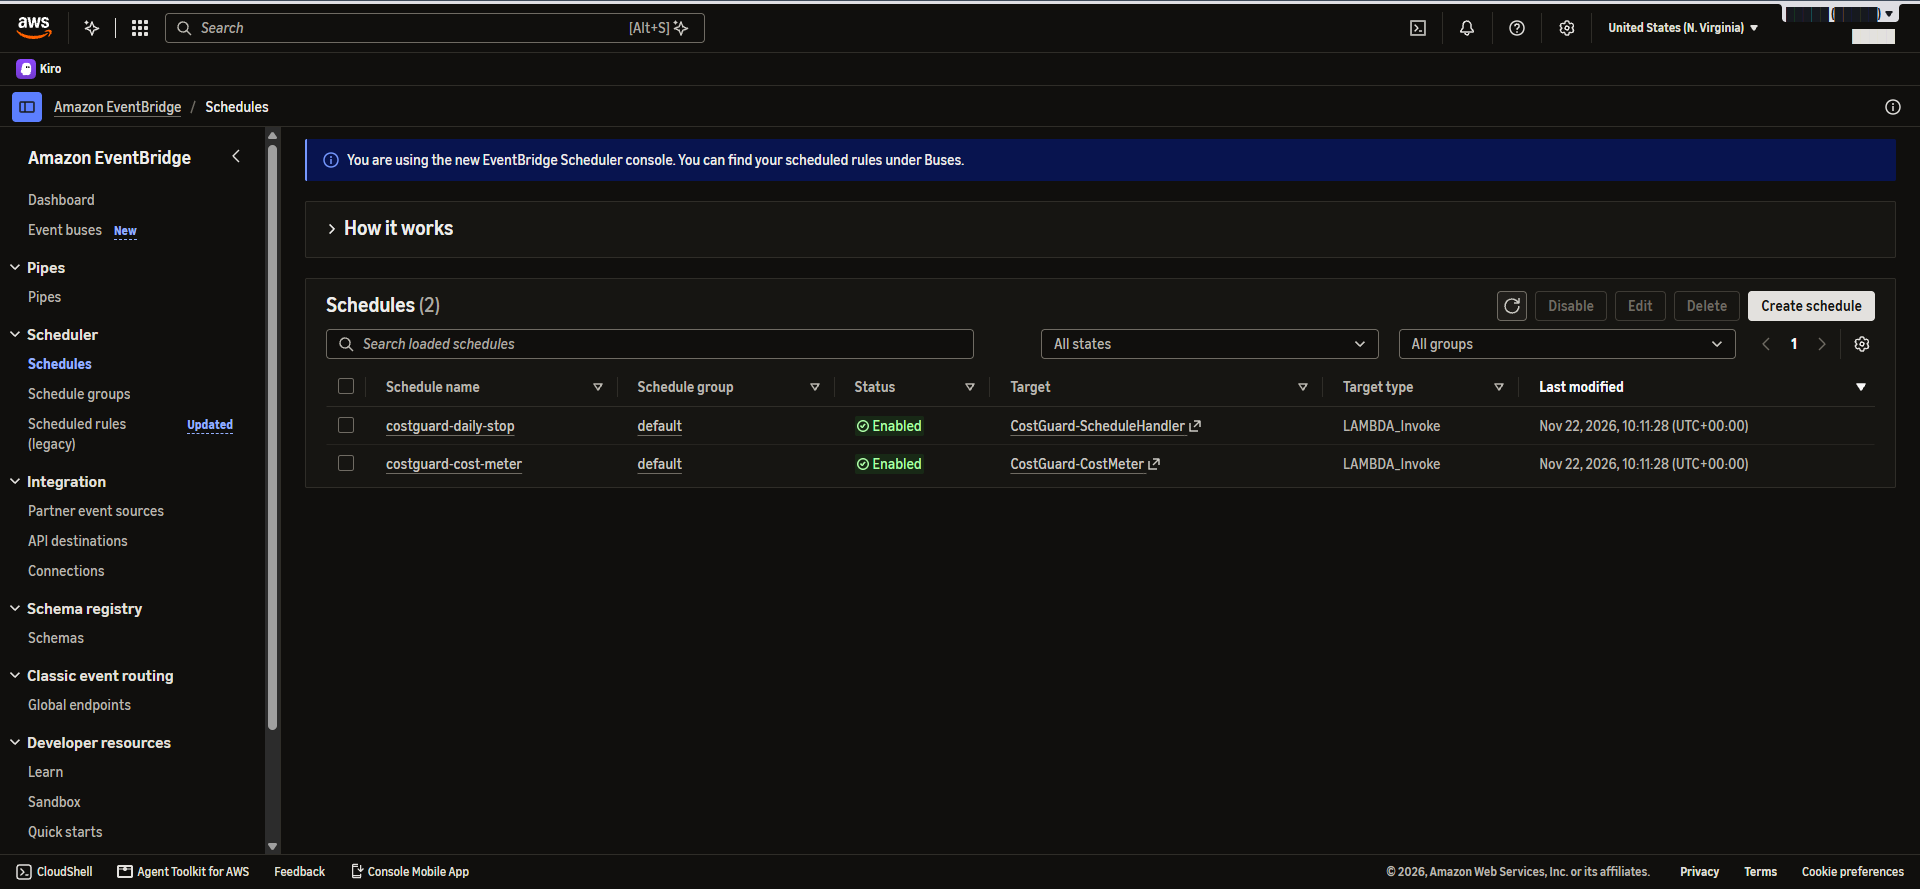 aws
Search [Alt+S]
United States (N. Virginia)
Kiro
Amazon EventBridge / Schedules
Amazon EventBridge
Dashboard
Event buses New
Pipes
Pipes
Scheduler
Schedules
Schedule groups
Scheduled rules (legacy) Updated
Integration
Partner event sources
API destinations
Connections
Schema registry
Schemas
Classic event routing
Global endpoints
Developer resources
Learn
Sandbox
Quick starts
You are using the new EventBridge Scheduler console. You can find your scheduled rules under Buses.
How it works
Schedules (2)
Disable Edit Delete Create schedule
Search loaded schedules All states All groups 1
Schedule name Schedule group Status Target Target type Last modified
costguard-daily-stop default Enabled CostGuard-ScheduleHandler LAMBDA_Invoke Nov 22, 2026, 10:11:28 (UTC+00:00)
costguard-cost-meter default Enabled CostGuard-CostMeter LAMBDA_Invoke Nov 22, 2026, 10:11:28 (UTC+00:00)
CloudShell Agent Toolkit for AWS Feedback Console Mobile App © 2026, Amazon Web Services, Inc. or its affiliates. Privacy Terms Cookie preferences